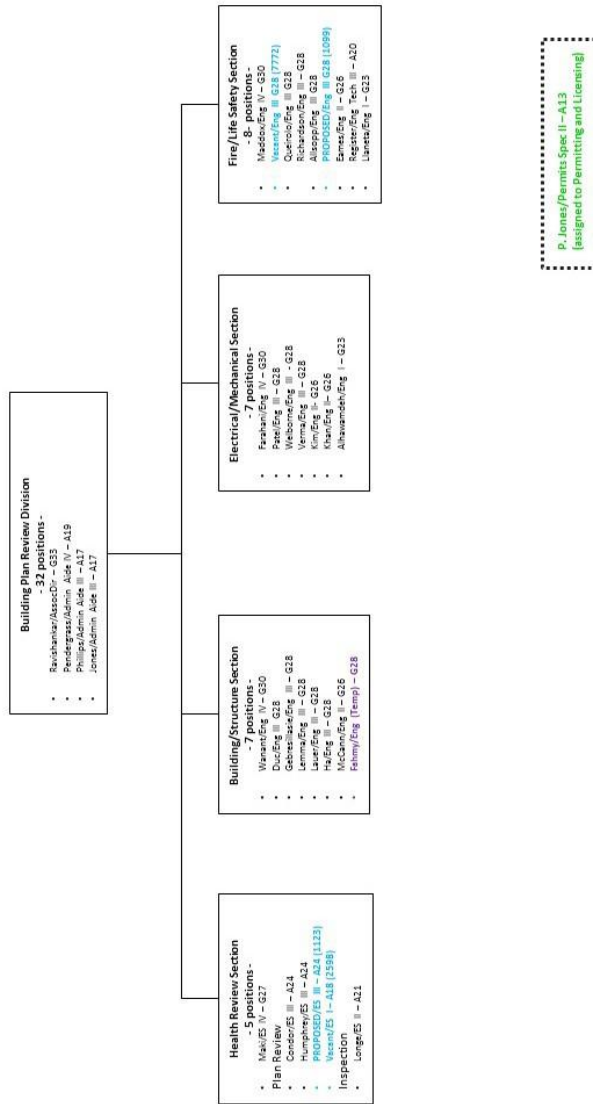 Building Plan Review Division
- 32 positions -
• Ravishankar/AssocDir – G33
• Pendergrass/Admin Aide IV – A19
• Phillips/Admin Aide III – A17
• Jones/Admin Aide III – A17
Health Review Section
- 5 positions -
• Maki/ES IV – G27
Plan Review
• Condor/ES III – A24
• Humphrey/ES III – A24
• PROPOSED/ES III – A24 (1123)
• Vacant/ES I – A18 (2598)
Inspection
• Longe/ES II – A21
Building/Structure Section
- 7 positions -
• Wanant/Eng IV – G30
• Duc/Eng III G28
• Gebresilasie/Eng III – G28
• Lemma/Eng III – G28
• Lauer/Eng III – G28
• Ha/Eng III – G28
• McCann/Eng II – G26
• Fahmy/Eng (Temp) – G28
Electrical/Mechanical Section
- 7 positions -
• Farahani/Eng IV – G30
• Patel/Eng III – G28
• Welborne/Eng III - G28
• Verma/Eng III – G28
• Kim/Eng II- G26
• Khan/Eng II– G26
• Alhawamdeh/Eng I – G23
Fire/Life Safety Section
- 8- positions -
• Maddox/Eng IV – G30
• Vacant/Eng III G28 (7772)
• Queirolo/Eng III G28
• Richardson/Eng III – G28
• Allsopp/Eng III G28
• PROPOSED/Eng III G28 (1099)
• Eames/Eng II – G26
• Register/Eng Tech III – A20
• Llaneta/Eng I – G23
P. Jones/Permits Spec II – A13
(assigned to Permitting and Licensing)